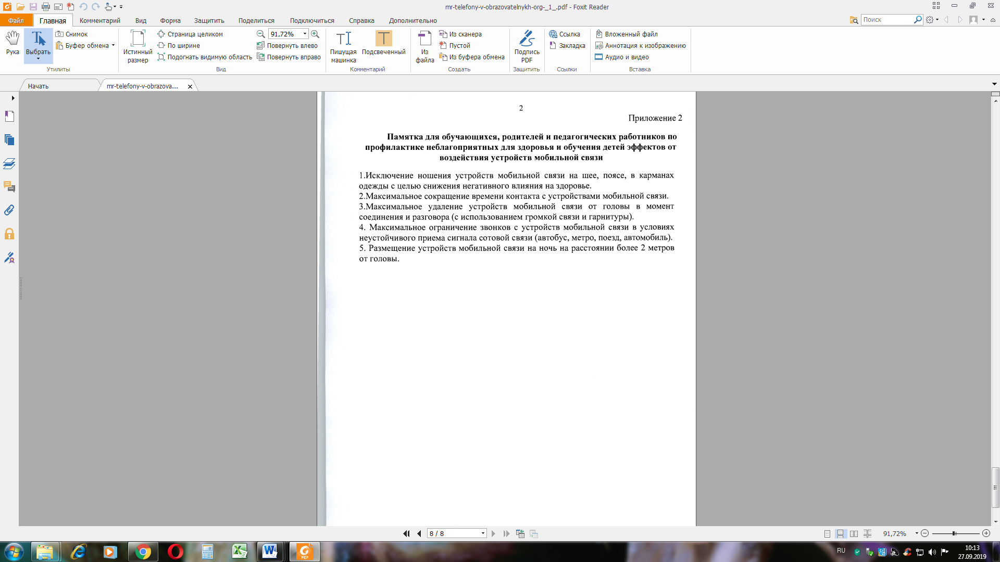 mr-telefony-v-obrazovatelnykh-org-_1_.pdf - Foxit Reader
Файл Главная Комментарий Вид Форма Защитить Поделиться Подключиться Справка Дополнительно Поиск
Рука
Выбрать
Снимок
Буфер обмена
Утилиты
Истинный
размер
Страница целиком
По ширине
Подогнать видимую область
91,72%
Повернуть влево
Повернуть вправо
Вид
Пишущая
машинка
Подсвеченный
Комментарий
Из
файла
Из сканера
Пустой
Из буфера обмена
Создать
Подпись
PDF
Защитить
Ссылка
Закладка
Ссылки
Вложенный файл
Аннотация к изображению
Аудио и видео
Вставка
Начать mr-telefony-v-obrazova...
2
Приложение 2
Памятка для обучающихся, родителей и педагогических работников по
профилактике неблагоприятных для здоровья и обучения детей эффектов от
воздействия устройств мобильной связи
1.Исключение ношения устройств мобильной связи на шее, поясе, в карманах
одежды с целью снижения негативного влияния на здоровье.
2.Максимальное сокращение времени контакта с устройствами мобильной связи.
3.Максимальное удаление устройств мобильной связи от головы в момент
соединения и разговора (с использованием громкой связи и гарнитуры).
4. Максимальное ограничение звонков с устройств мобильной связи в условиях
неустойчивого приема сигнала сотовой связи (автобус, метро, поезд, автомобиль).
5. Размещение устройств мобильной связи на ночь на расстоянии более 2 метров
от головы.
8 / 8
91,72%
RU
10:13
27.09.2019